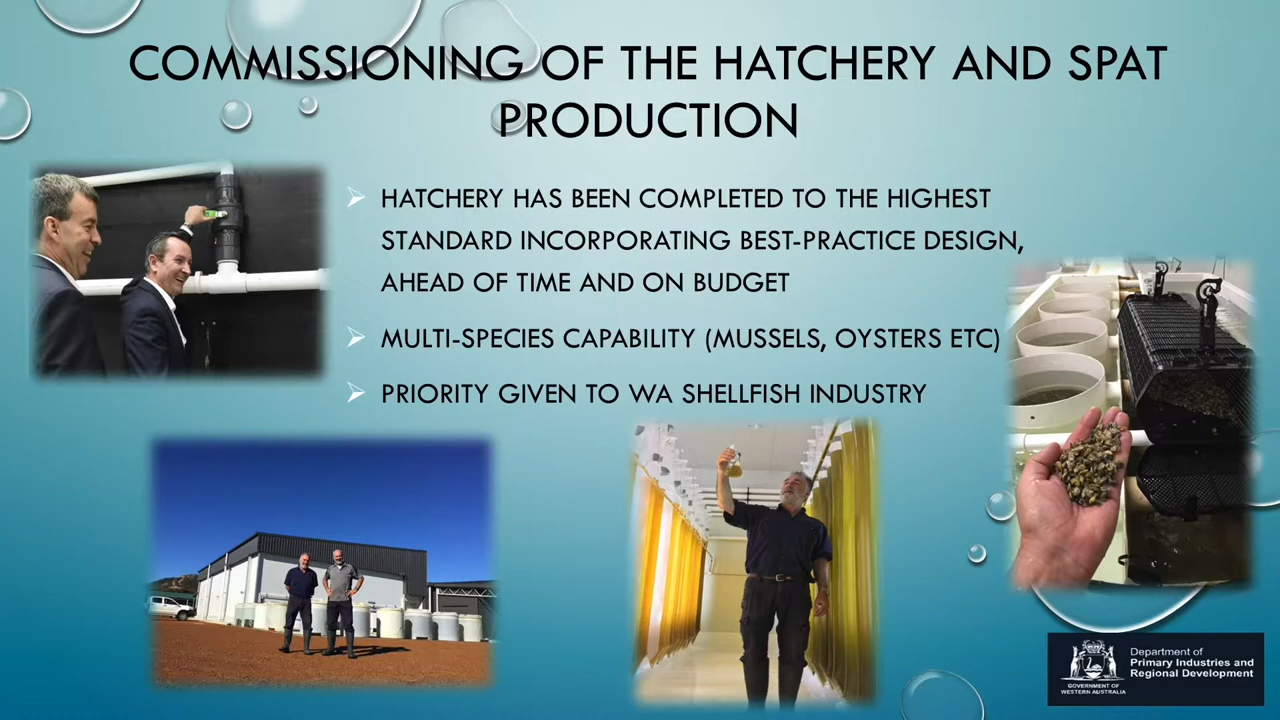 COMMISSIONING OF THE HATCHERY AND SPAT
PRODUCTION
HATCHERY HAS BEEN COMPLETED TO THE HIGHEST
STANDARD INCORPORATING BEST-PRACTICE DESIGN,
AHEAD OF TIME AND ON BUDGET
MULTI-SPECIES CAPABILITY (MUSSELS, OYSTERS ETC)
PRIORITY GIVEN TO WA SHELLFISH INDUSTRY
Department of
Primary Industries and
Regional Development
GOVERNMENT OF
WESTERN AUSTRALIA